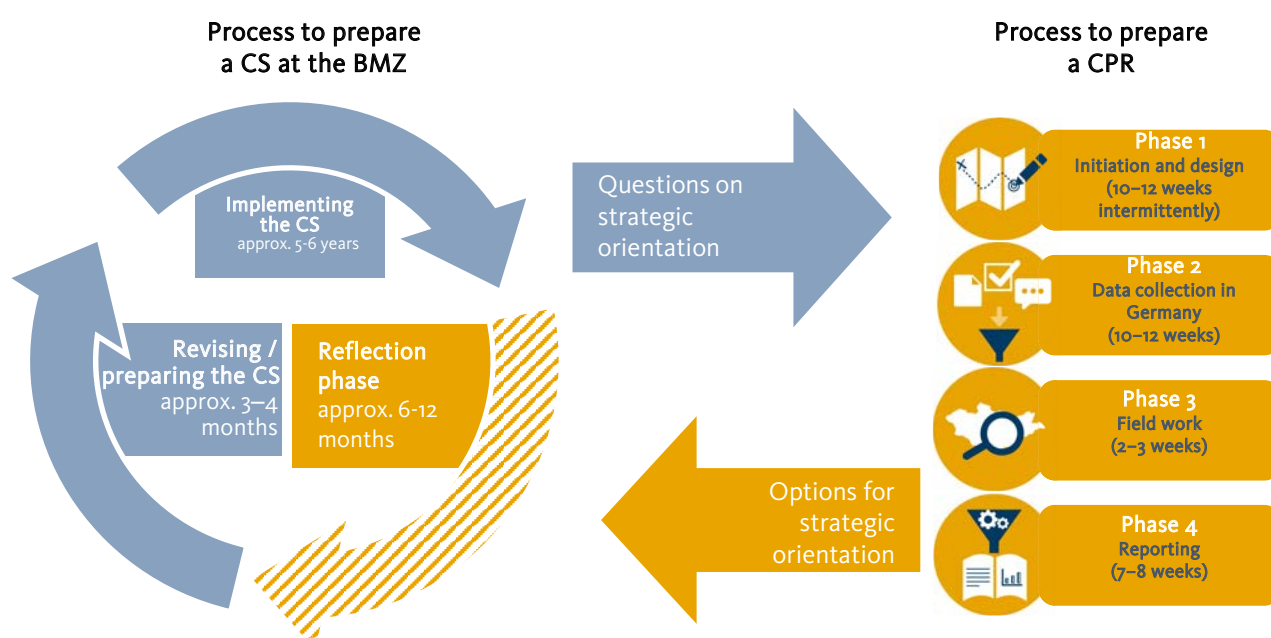 Process to prepare
a CS at the BMZ
Implementing
the CS
approx. 5-6 years
Revising /
preparing the CS
approx. 3–4
months
Reflection
phase
approx. 6-12
months
Questions on
strategic
orientation
Options for
strategic
orientation
Process to prepare
a CPR
Phase 1
Initiation and design
(10–12 weeks
intermittently)
Phase 2
Data collection in
Germany
(10–12 weeks)
Phase 3
Field work
(2–3 weeks)
Phase 4
Reporting
(7–8 weeks)